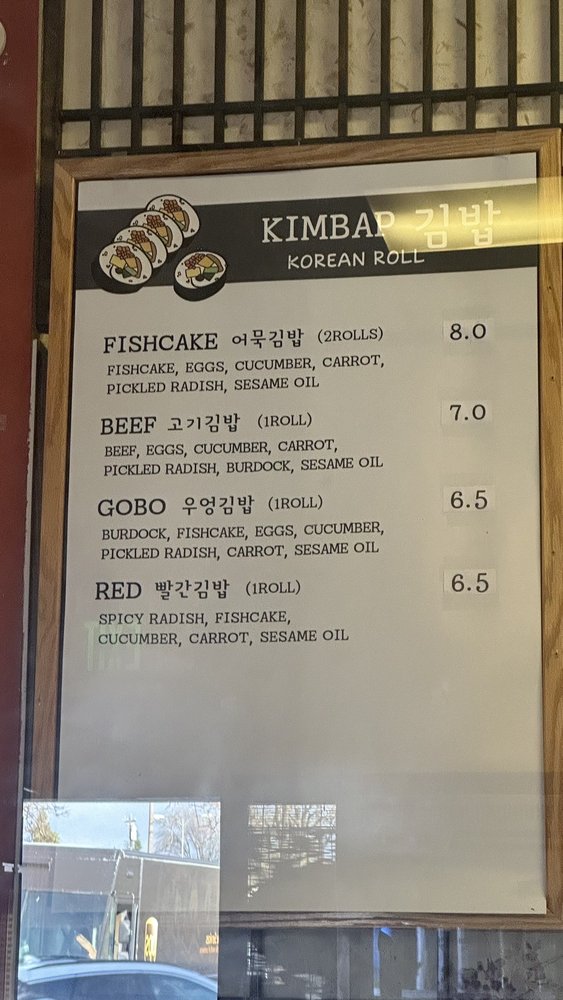 KIMBAP 김밥
KOREAN ROLL
FISHCAKE 어묵김밥 (2ROLLS) 8.0
FISHCAKE, EGGS, CUCUMBER, CARROT,
PICKLED RADISH, SESAME OIL
BEEF 고기김밥 (1ROLL) 7.0
BEEF, EGGS, CUCUMBER, CARROT,
PICKLED RADISH, BURDOCK, SESAME OIL
GOBO 우엉김밥 (1ROLL) 6.5
BURDOCK, FISHCAKE, EGGS, CUCUMBER,
PICKLED RADISH, CARROT, SESAME OIL
RED 빨간김밥 (1ROLL) 6.5
SPICY RADISH, FISHCAKE,
CUCUMBER, CARROT, SESAME OIL